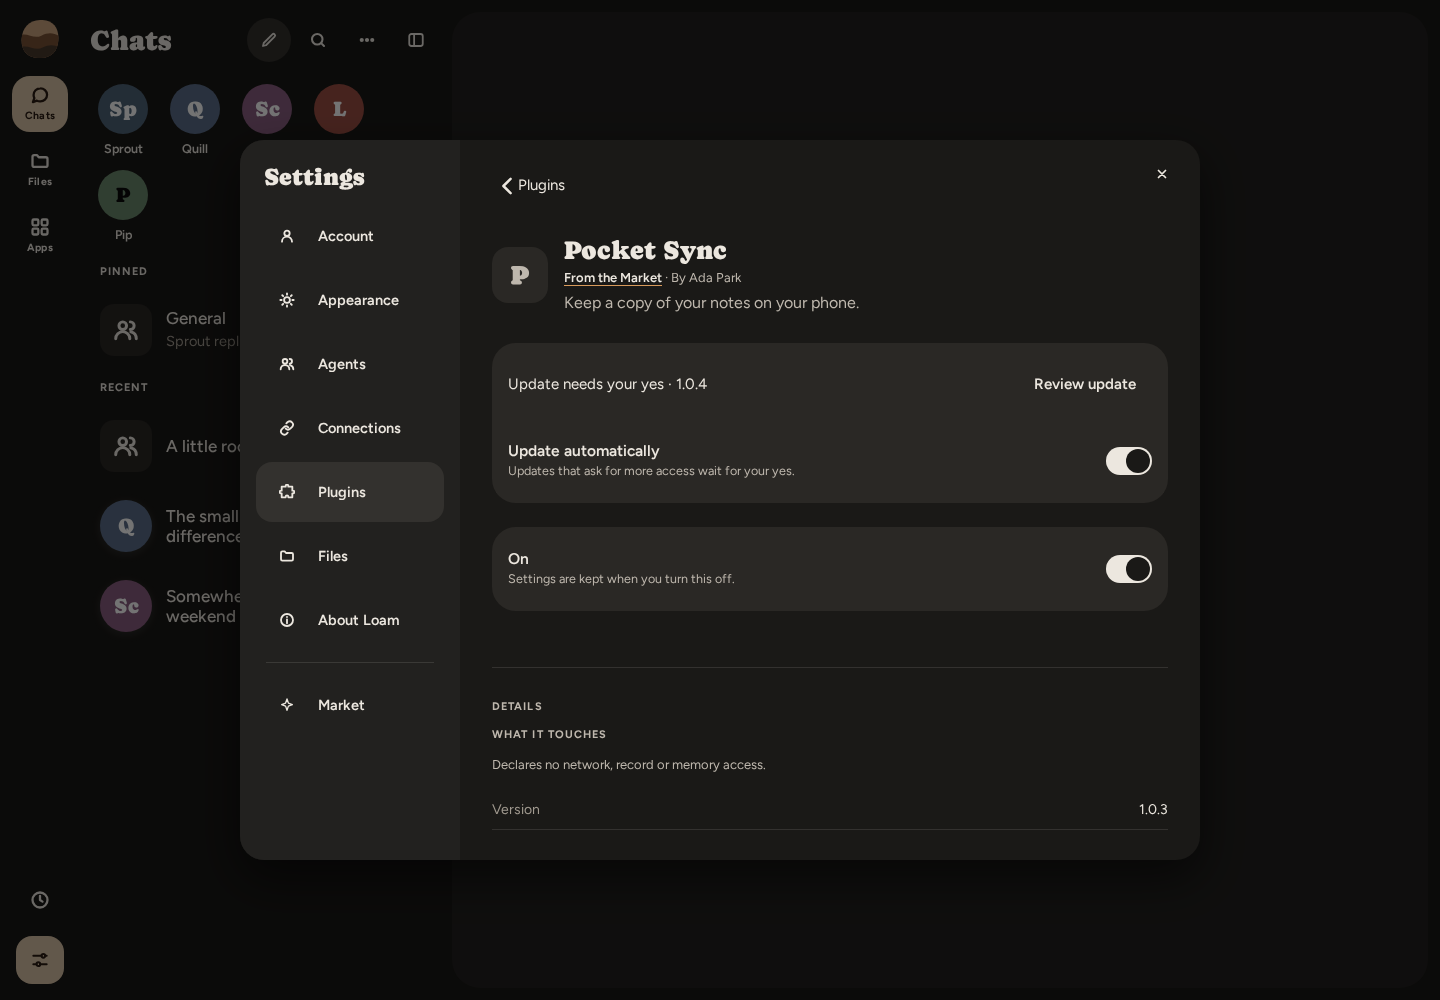 Chats
Chats
Files
Apps
Sp
Q
Sc
L
Sprout
Quill
P
Pip
PINNED
General
Sprout repl
RECENT
A little roo
Q
The small
difference
Sc
Somewhe
weekend
Settings
Account
Appearance
Agents
Connections
Plugins
Files
About Loam
Market
Plugins
P
Pocket Sync
From the Market · By Ada Park
Keep a copy of your notes on your phone.
Update needs your yes · 1.0.4
Review update
Update automatically
Updates that ask for more access wait for your yes.
On
Settings are kept when you turn this off.
DETAILS
WHAT IT TOUCHES
Declares no network, record or memory access.
Version
1.0.3